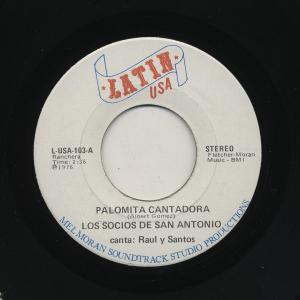 LATIN
USA
L-USA-103-A
Ranchera
Time: 2:36
℗1976
STEREO
Fletcher-Moran
Music - BMI
PALOMITA CANTADORA
(Albert Gomez)
LOS SOCIOS DE SAN ANTONIO
canta: Raul y Santos
MEL MORAN SOUNDTRACK STUDIO PRODUCTIONS